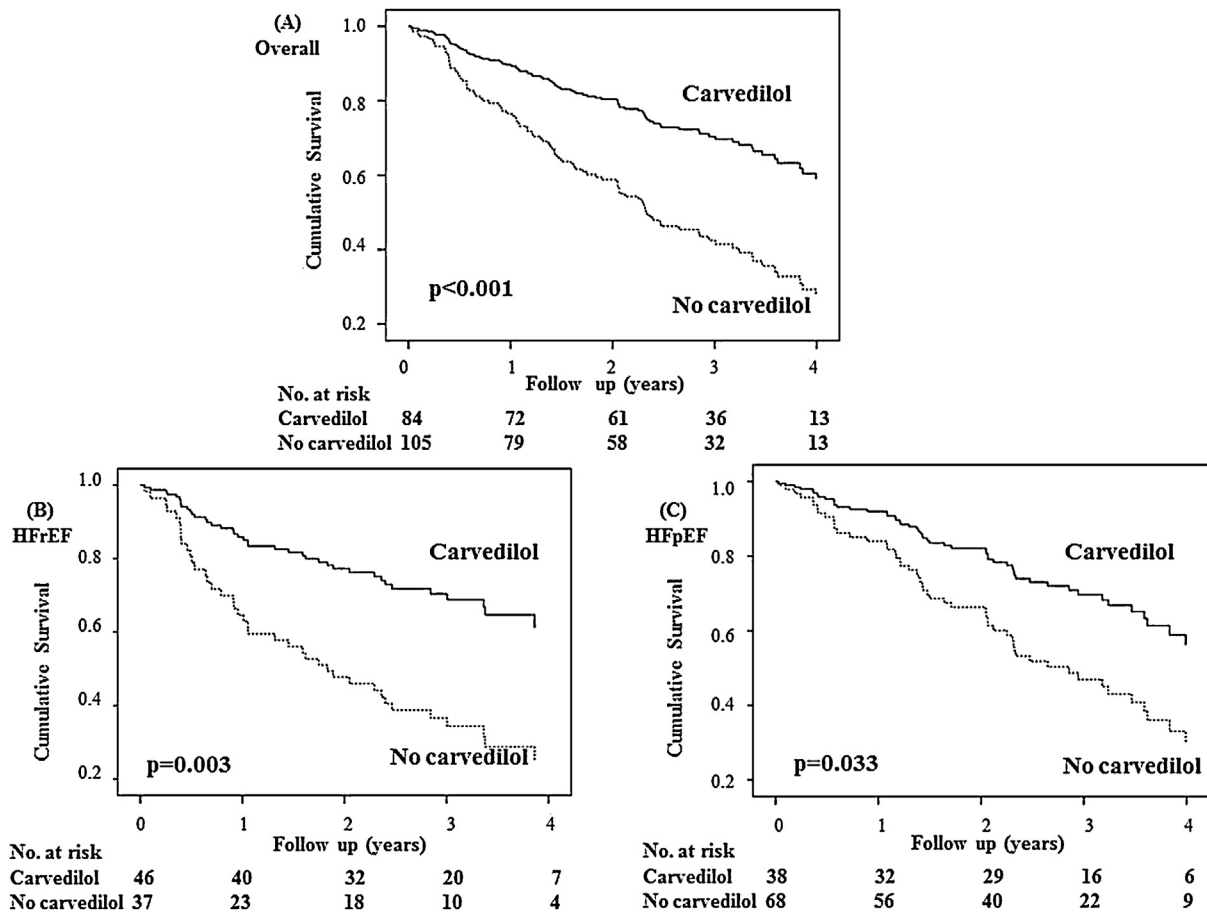 (A)
Overall
1.0
0.8
0.6
0.4
0.2
Cumulative Survival
Carvedilol
No carvedilol
p<0.001
0 1 2 3 4
Follow up (years)
No. at risk
Carvedilol 84 72 61 36 13
No carvedilol 105 79 58 32 13
(B)
HFrEF
1.0
0.8
0.6
0.4
0.2
Cumulative Survival
Carvedilol
No carvedilol
p=0.003
0 1 2 3 4
Follow up (years)
No. at risk
Carvedilol 46 40 32 20 7
No carvedilol 37 23 18 10 4
(C)
HFpEF
1.0
0.8
0.6
0.4
0.2
Cumulative Survival
Carvedilol
No carvedilol
p=0.033
0 1 2 3 4
Follow up (years)
No. at risk
Carvedilol 38 32 29 16 6
No carvedilol 68 56 40 22 9